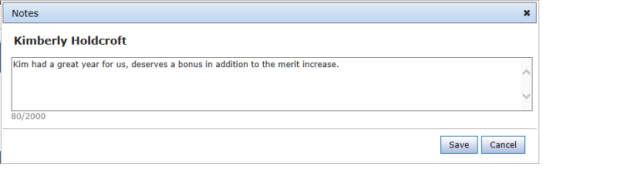 Notes
Kimberly Holdcroft
Kim had a great year for us, deserves a bonus in addition to the merit increase.
80/2000
Save Cancel